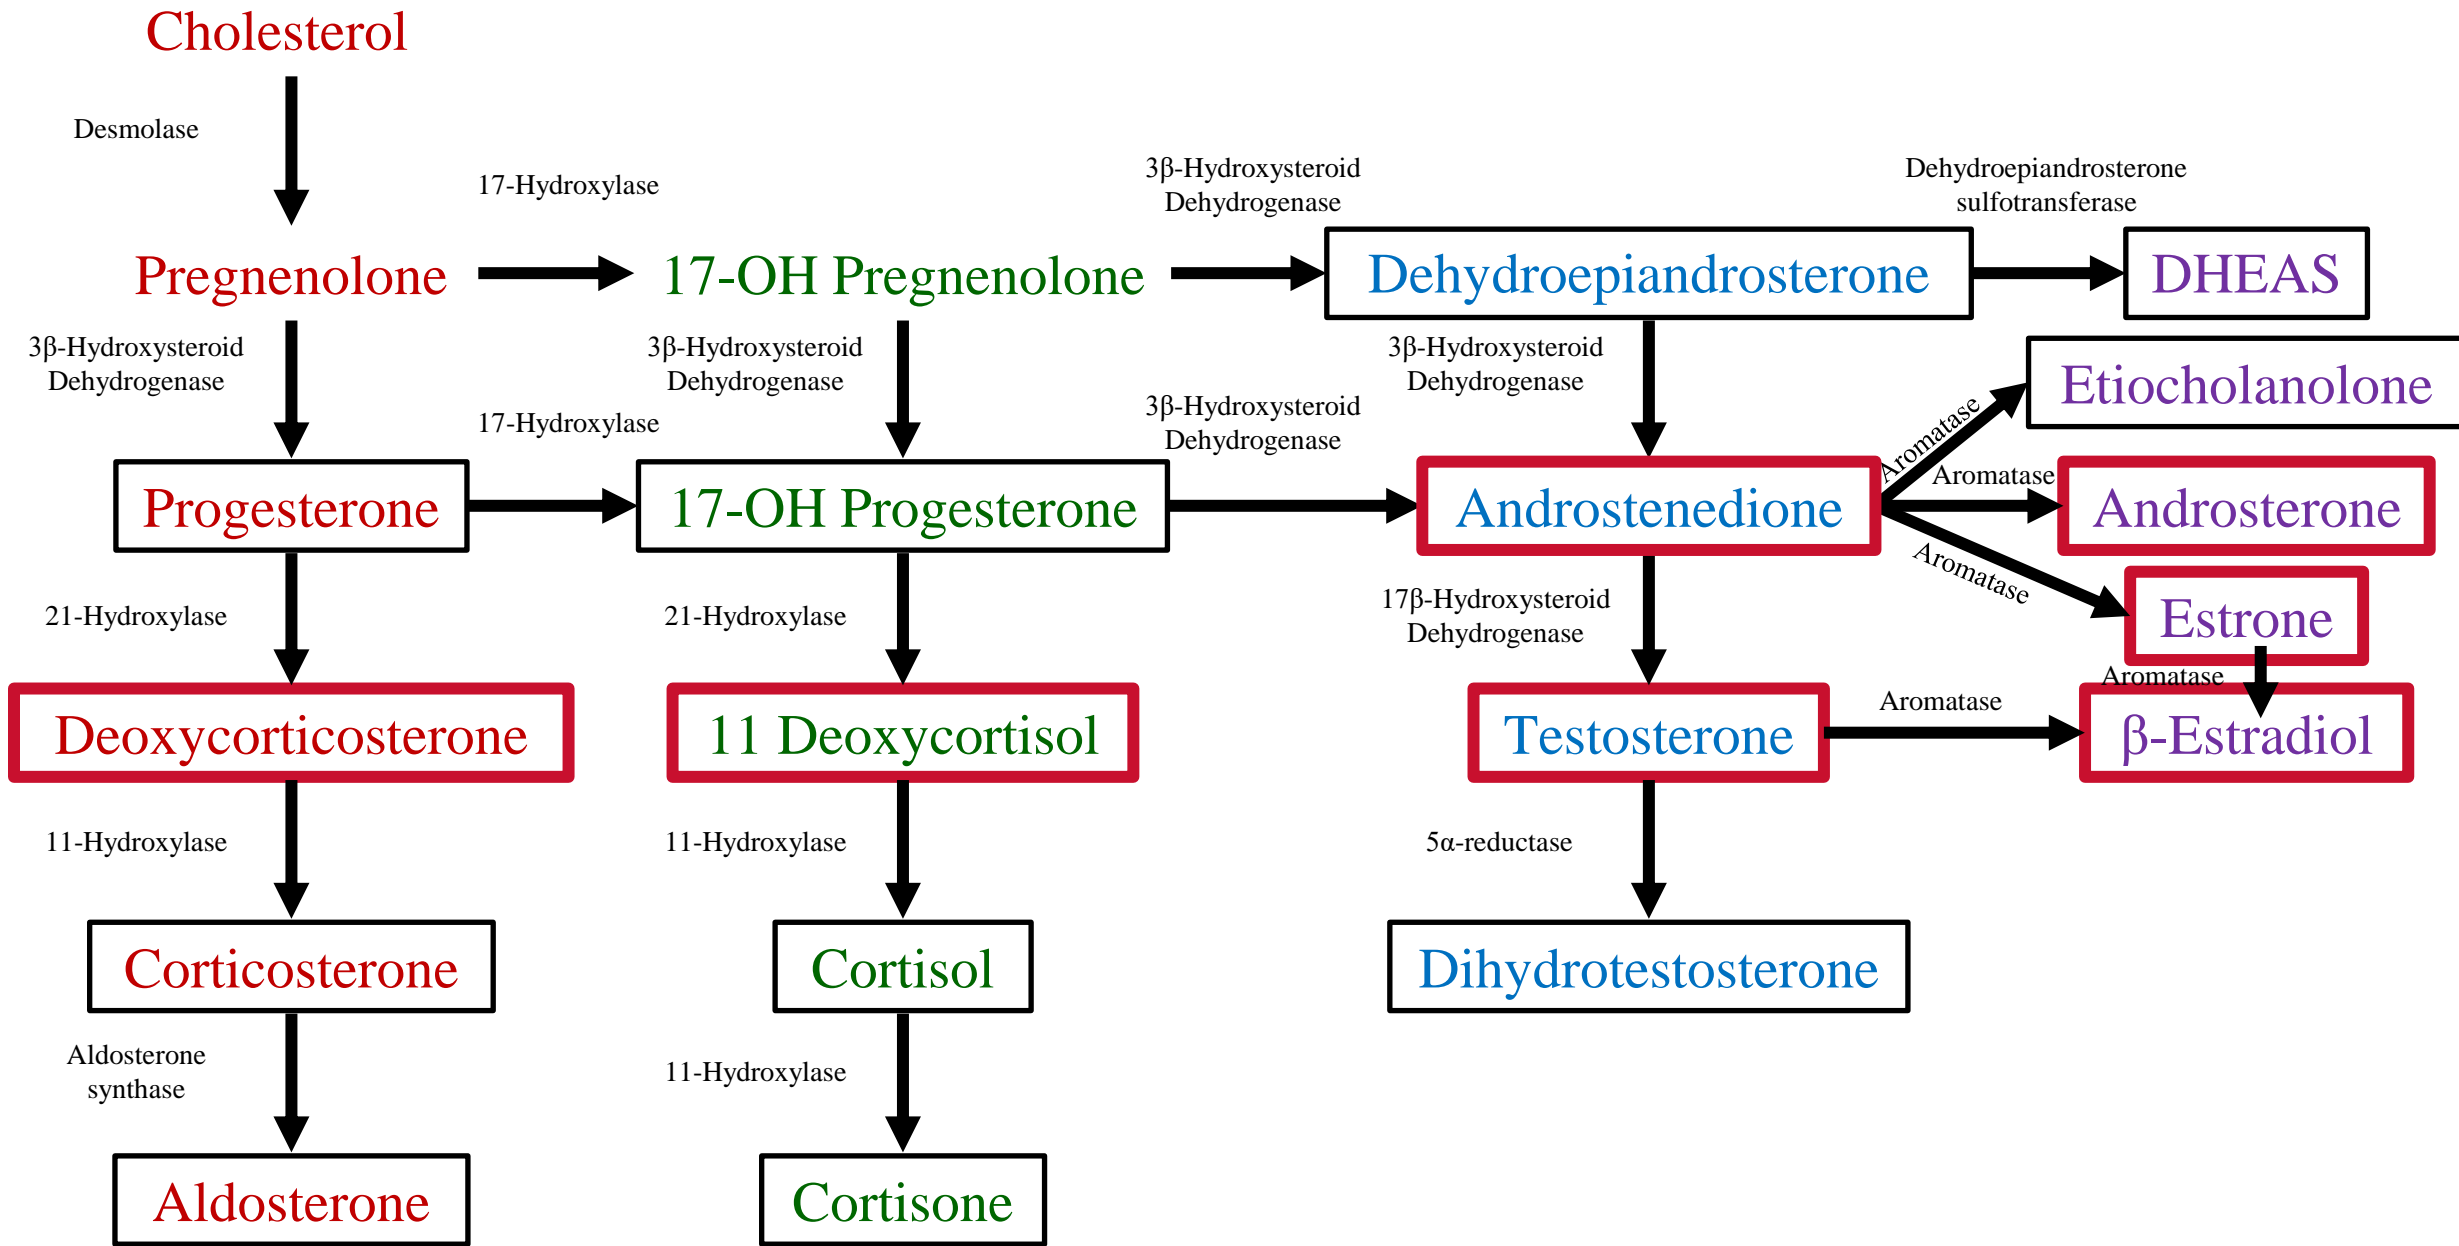 Cholesterol
Desmolase
17-Hydroxylase
3β-Hydroxysteroid
Dehydrogenase
Dehydroepiandrosterone
sulfotransferase
Pregnenolone
17-OH Pregnenolone
Dehydroepiandrosterone
DHEAS
3β-Hydroxysteroid
Dehydrogenase
3β-Hydroxysteroid
Dehydrogenase
3β-Hydroxysteroid
Dehydrogenase
Etiocholanolone
17-Hydroxylase
3β-Hydroxysteroid
Dehydrogenase
Aromatase
Aromatase
Progesterone
17-OH Progesterone
Androstenedione
Androsterone
Aromatase
21-Hydroxylase
21-Hydroxylase
17β-Hydroxysteroid
Dehydrogenase
Estrone
Aromatase
Deoxycorticosterone
11 Deoxycortisol
Testosterone
Aromatase
β-Estradiol
11-Hydroxylase
11-Hydroxylase
5α-reductase
Corticosterone
Cortisol
Dihydrotestosterone
Aldosterone
synthase
11-Hydroxylase
Aldosterone
Cortisone